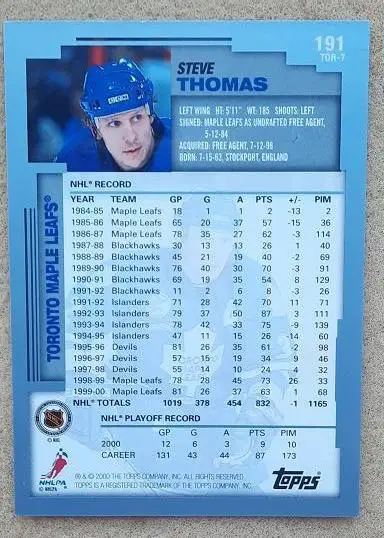 191
TOR-7
STEVE
THOMAS
LEFT WING HT: 5'11" WT: 185 SHOOTS: LEFT
SIGNED: MAPLE LEAFS AS UNDRAFTED FREE AGENT,
5-12-84
ACQUIRED: FREE AGENT, 7-12-98
BORN: 7-15-63, STOCKPORT, ENGLAND
TORONTO MAPLE LEAFS®
NHL® RECORD
YEAR TEAM GP G A PTS +/- PIM
1984-85 Maple Leafs 18 1 1 2 -13 2
1985-86 Maple Leafs 65 20 37 57 -15 36
1986-87 Maple Leafs 78 35 27 62 -3 114
1987-88 Blackhawks 30 13 13 26 1 40
1988-89 Blackhawks 45 21 19 40 -2 69
1989-90 Blackhawks 76 40 30 70 -3 91
1990-91 Blackhawks 69 19 35 54 8 129
1991-92 Blackhawks 11 2 6 8 -3 26
1991-92 Islanders 71 28 42 70 11 71
1992-93 Islanders 79 37 50 87 3 111
1993-94 Islanders 78 42 33 75 -9 139
1994-95 Islanders 47 11 15 26 -14 60
1995-96 Devils 81 26 35 61 -2 98
1996-97 Devils 57 15 19 34 9 46
1997-98 Devils 55 14 10 24 4 32
1998-99 Maple Leafs 78 28 45 73 26 33
1999-00 Maple Leafs 81 26 37 63 1 68
NHL® TOTALS 1019 378 454 832 -1 1165
NHL® PLAYOFF RECORD
GP G A PTS PIM
2000 12 6 3 9 10
CAREER 131 43 44 87 173
NHL
© NHL
NHLPA
© NHLPA
® & © 2000 THE TOPPS COMPANY, INC. ALL RIGHTS RESERVED.
TOPPS IS A REGISTERED TRADEMARK OF THE TOPPS COMPANY, INC.
TOPPS